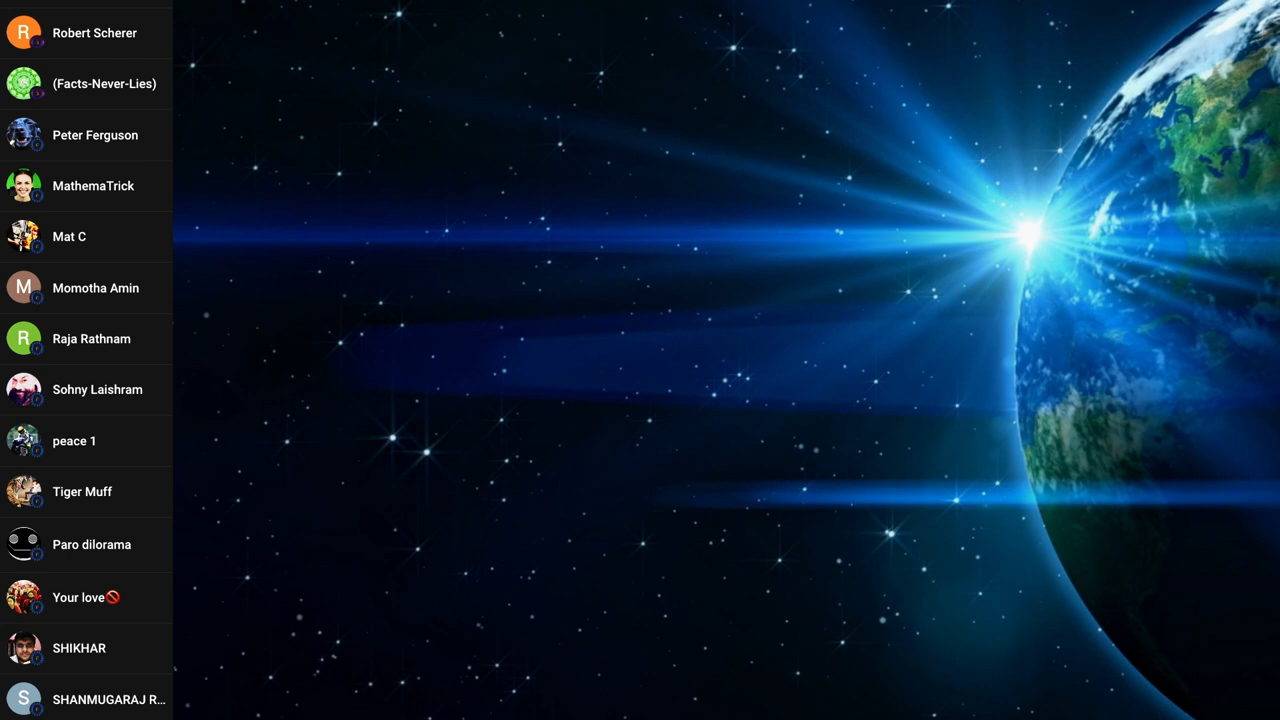 R Robert Scherer
(Facts-Never-Lies)
Peter Ferguson
MathemaTrick
Mat C
M Momotha Amin
R Raja Rathnam
Sohny Laishram
peace 1
Tiger Muff
Paro dilorama
Your love🚫
SHIKHAR
S SHANMUGARAJ R...